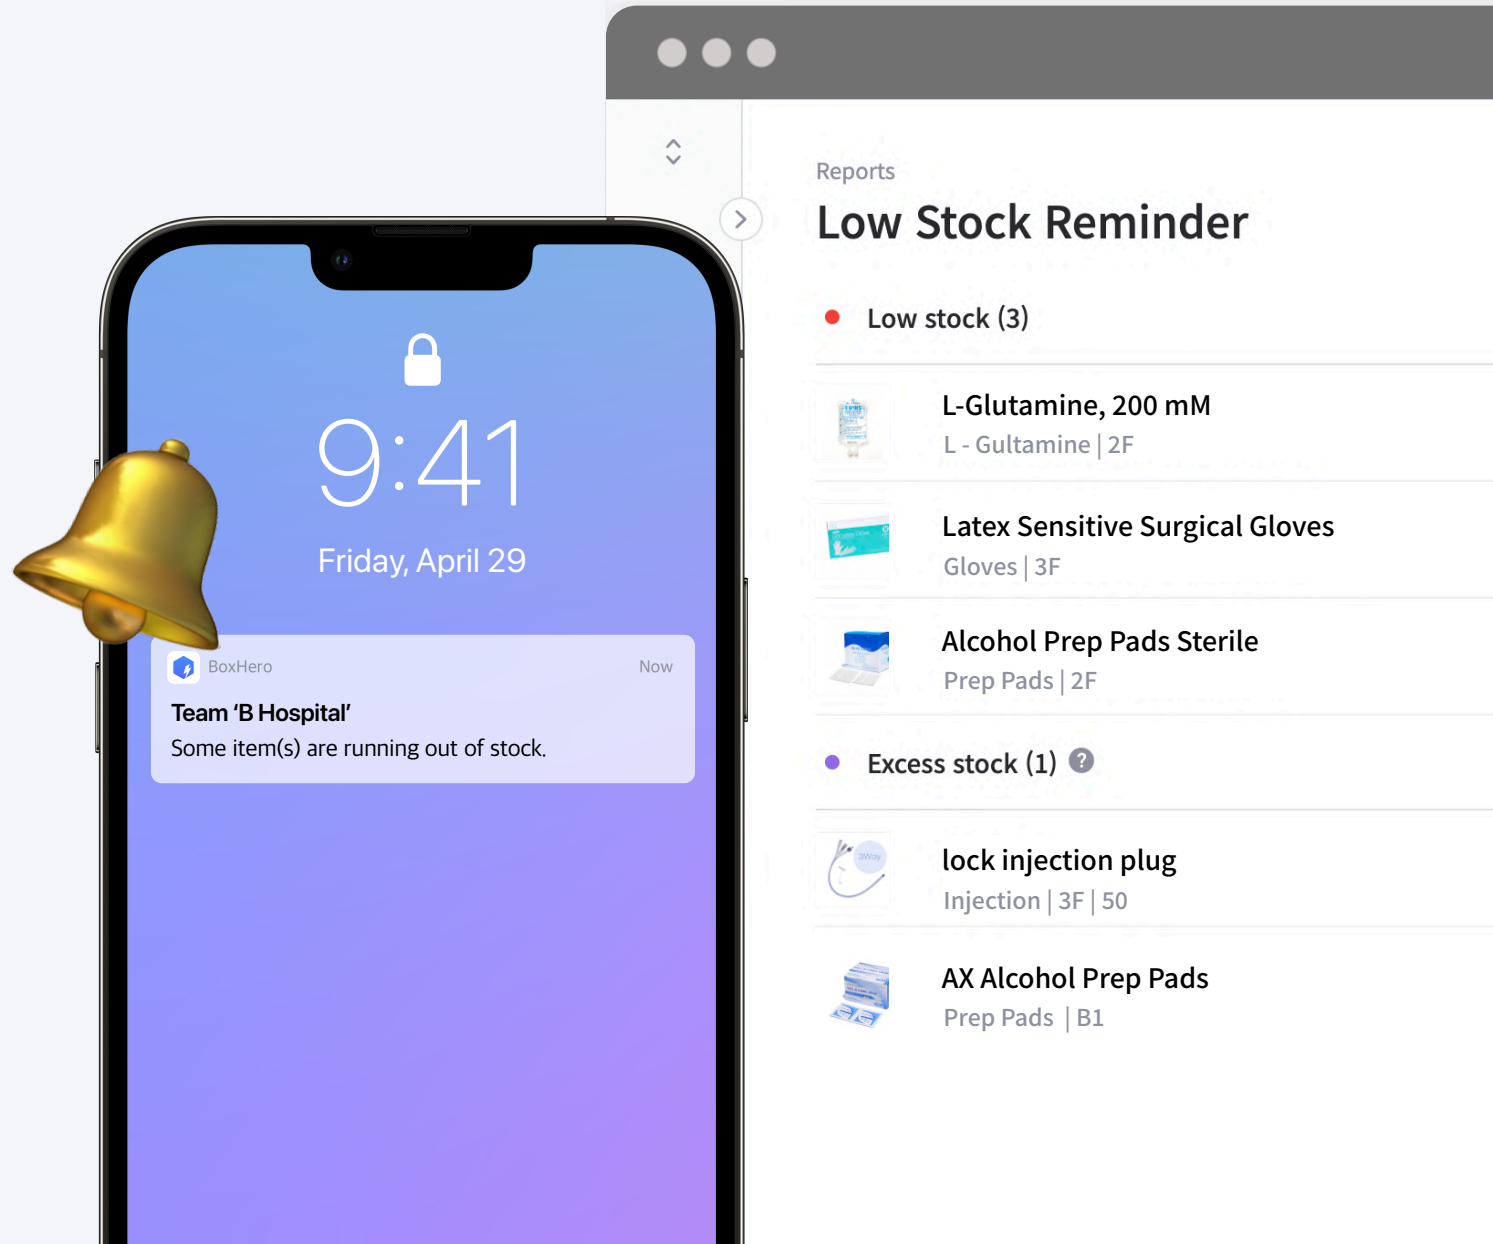 9:41
Friday, April 29
BoxHero Now
Team ‘B Hospital’
Some item(s) are running out of stock.
Reports
Low Stock Reminder
Low stock (3)
L-Glutamine, 200 mM
L - Gultamine | 2F
Latex Sensitive Surgical Gloves
Gloves | 3F
Alcohol Prep Pads Sterile
Prep Pads | 2F
Excess stock (1) ?
lock injection plug
Injection | 3F | 50
3Way
AX Alcohol Prep Pads
Prep Pads | B1